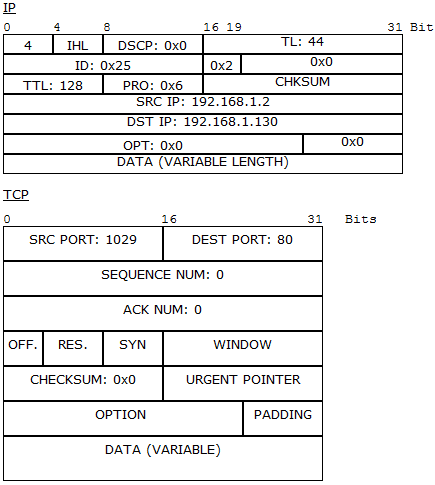 IP
0 4 8 16 19 31 Bit
4 IHL DSCP: 0x0 TL: 44
ID: 0x25 0x2 0x0
TTL: 128 PRO: 0x6 CHKSUM
SRC IP: 192.168.1.2
DST IP: 192.168.1.130
OPT: 0x0 0x0
DATA (VARIABLE LENGTH)
TCP
0 16 31 Bits
SRC PORT: 1029 DEST PORT: 80
SEQUENCE NUM: 0
ACK NUM: 0
OFF. RES. SYN WINDOW
CHECKSUM: 0x0 URGENT POINTER
OPTION PADDING
DATA (VARIABLE)